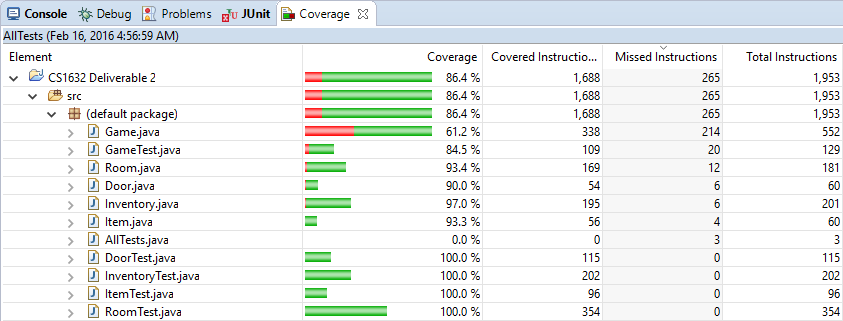 Console Debug Problems JUnit Coverage
AllTests (Feb 16, 2016 4:56:59 AM)
Element Coverage Covered Instructio... Missed Instructions Total Instructions
CS1632 Deliverable 2 86.4 % 1,688 265 1,953
src 86.4 % 1,688 265 1,953
(default package) 86.4 % 1,688 265 1,953
Game.java 61.2 % 338 214 552
GameTest.java 84.5 % 109 20 129
Room.java 93.4 % 169 12 181
Door.java 90.0 % 54 6 60
Inventory.java 97.0 % 195 6 201
Item.java 93.3 % 56 4 60
AllTests.java 0.0 % 0 3 3
DoorTest.java 100.0 % 115 0 115
InventoryTest.java 100.0 % 202 0 202
ItemTest.java 100.0 % 96 0 96
RoomTest.java 100.0 % 354 0 354